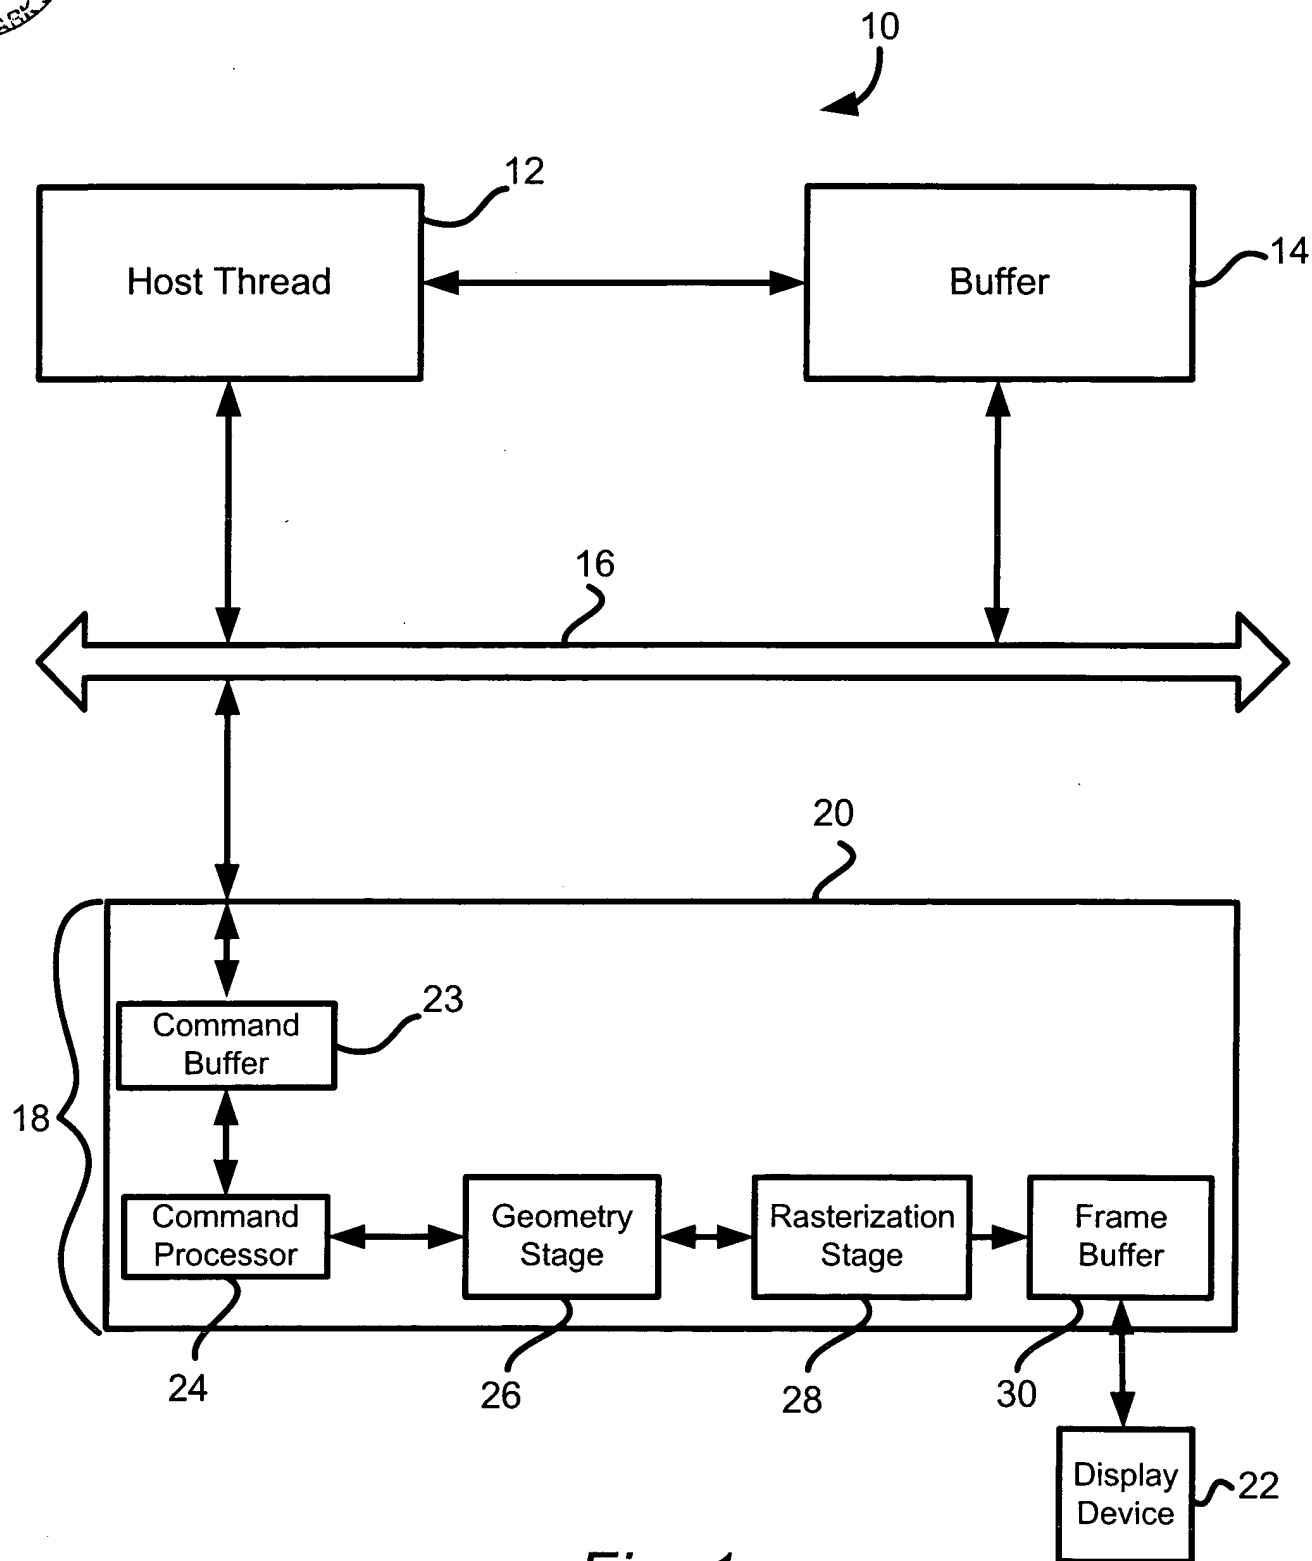 10
12
Host Thread
Buffer
14
16
20
23
Command
Buffer
18
Command
Processor
Geometry
Stage
Rasterization
Stage
Frame
Buffer
24
26
28
30
Display
Device
22